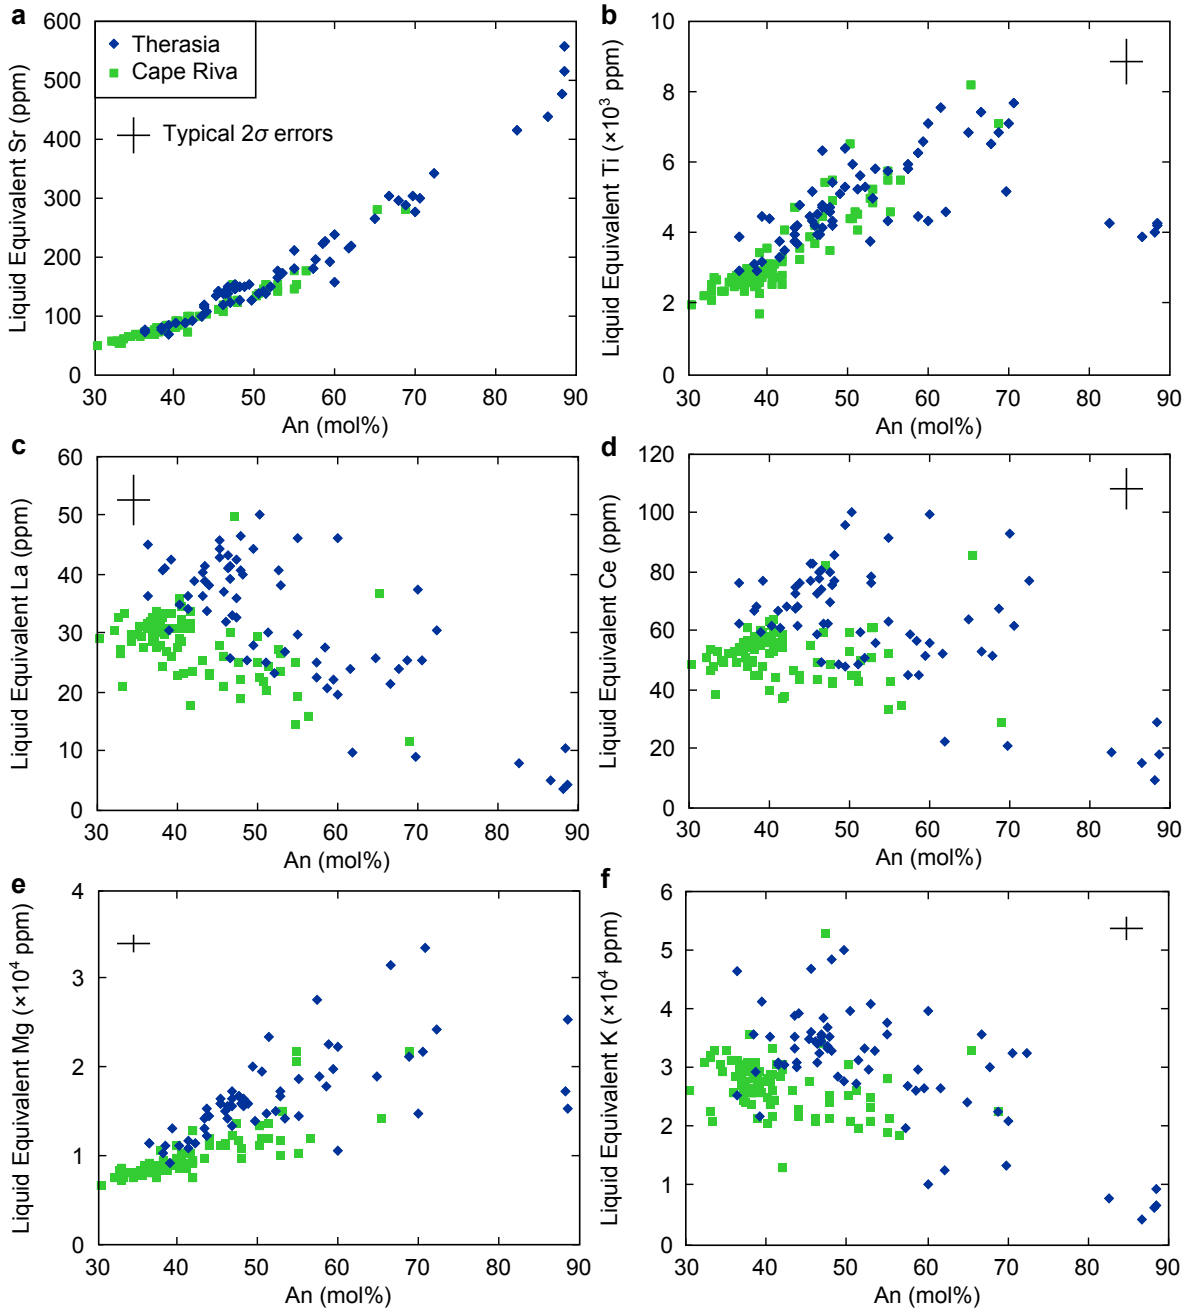 a
600
500
400
300
200
100
0
Liquid Equivalent Sr (ppm)
Therasia
Cape Riva
Typical 2σ errors
30 40 50 60 70 80 90
An (mol%)
b
10
8
6
4
2
0
Liquid Equivalent Ti (×10³ ppm)
30 40 50 60 70 80 90
An (mol%)
c
60
50
40
30
20
10
0
Liquid Equivalent La (ppm)
30 40 50 60 70 80 90
An (mol%)
d
120
100
80
60
40
20
0
Liquid Equivalent Ce (ppm)
30 40 50 60 70 80 90
An (mol%)
e
4
3
2
1
0
Liquid Equivalent Mg (×10⁴ ppm)
30 40 50 60 70 80 90
An (mol%)
f
6
5
4
3
2
1
0
Liquid Equivalent K (×10⁴ ppm)
30 40 50 60 70 80 90
An (mol%)